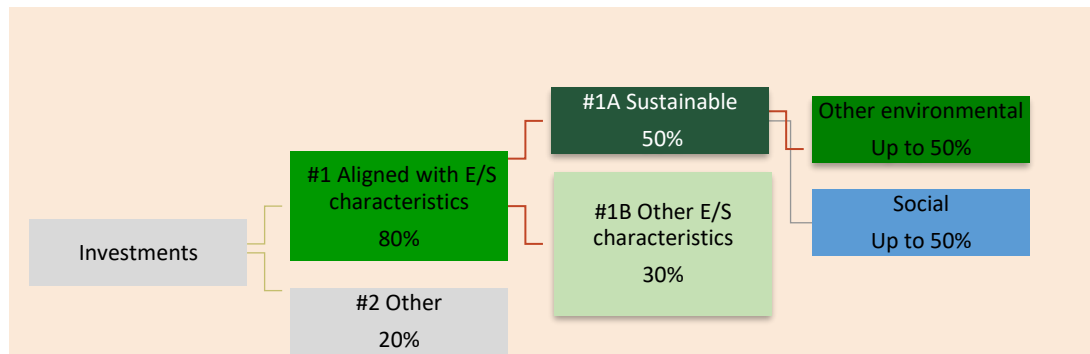 Investments
#1 Aligned with E/S
characteristics
80%
#2 Other
20%
#1A Sustainable
50%
#1B Other E/S
characteristics
30%
Other environmental
Up to 50%
Social
Up to 50%